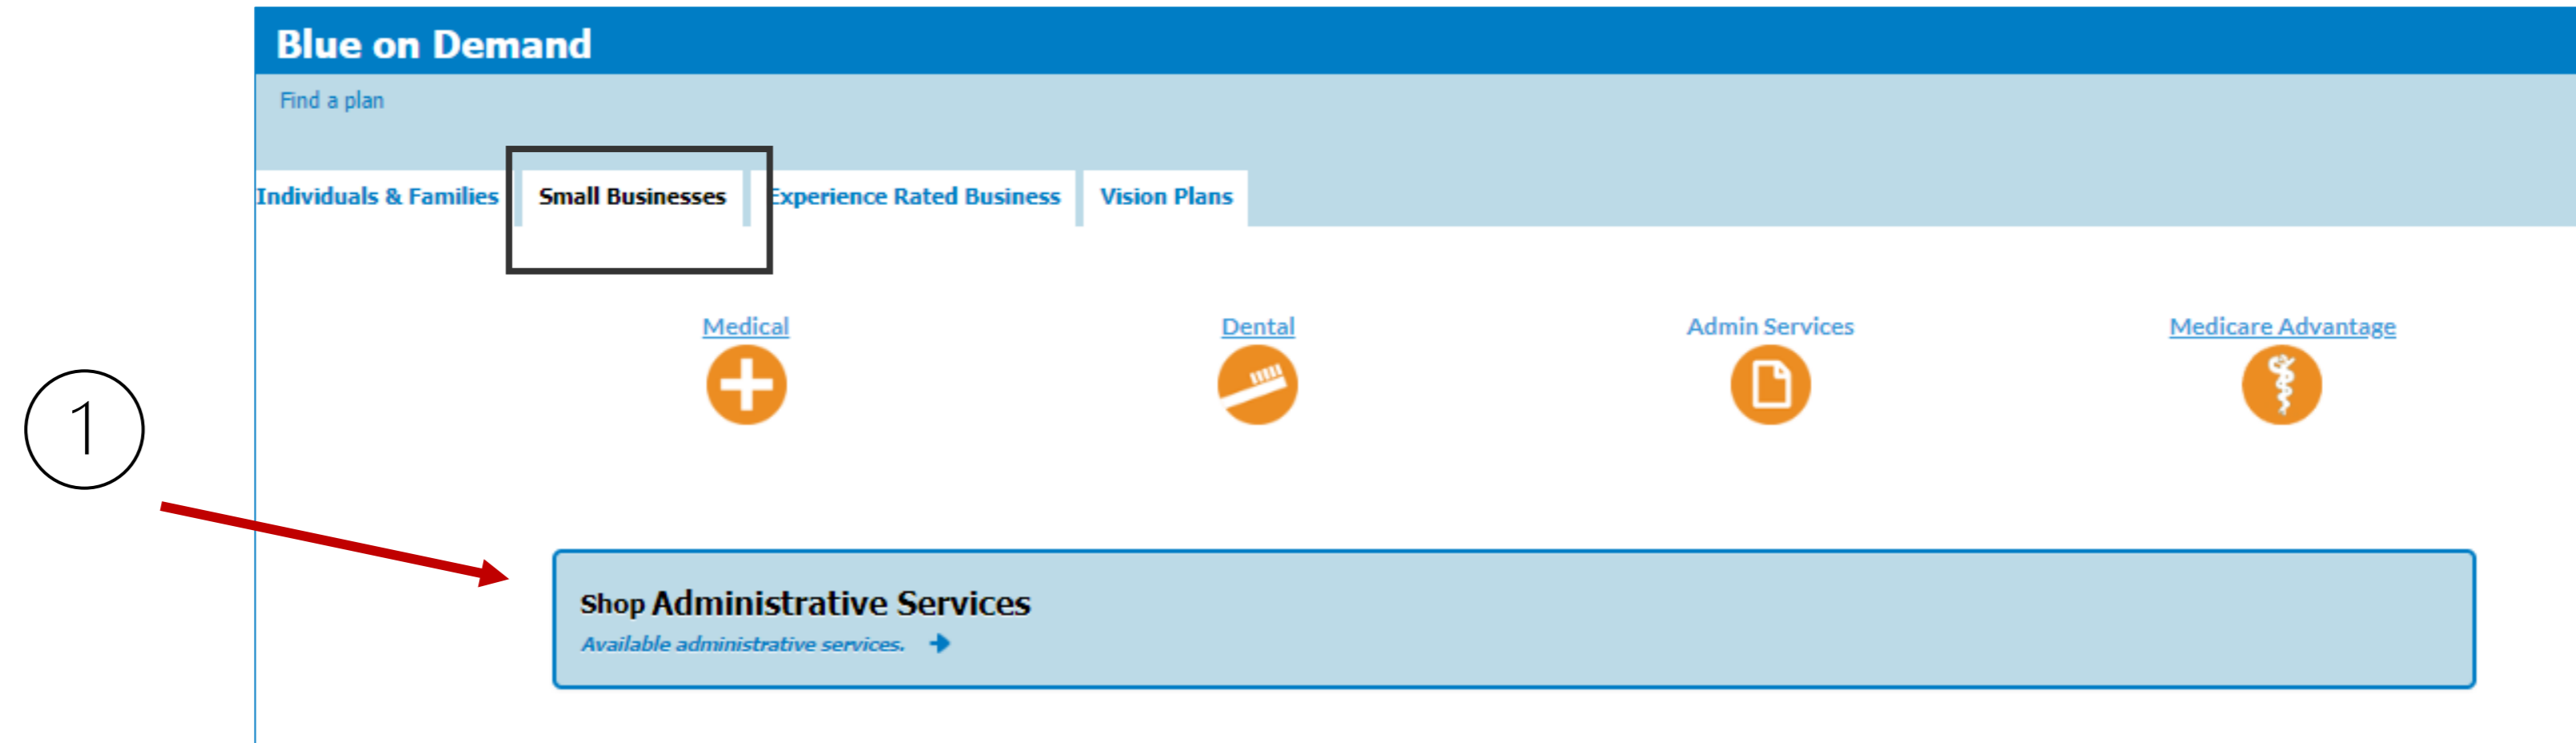 Blue on Demand
Find a plan
Individuals & Families Small Businesses Experience Rated Business Vision Plans
Medical Dental Admin Services Medicare Advantage
1
Shop Administrative Services
Available administrative services.